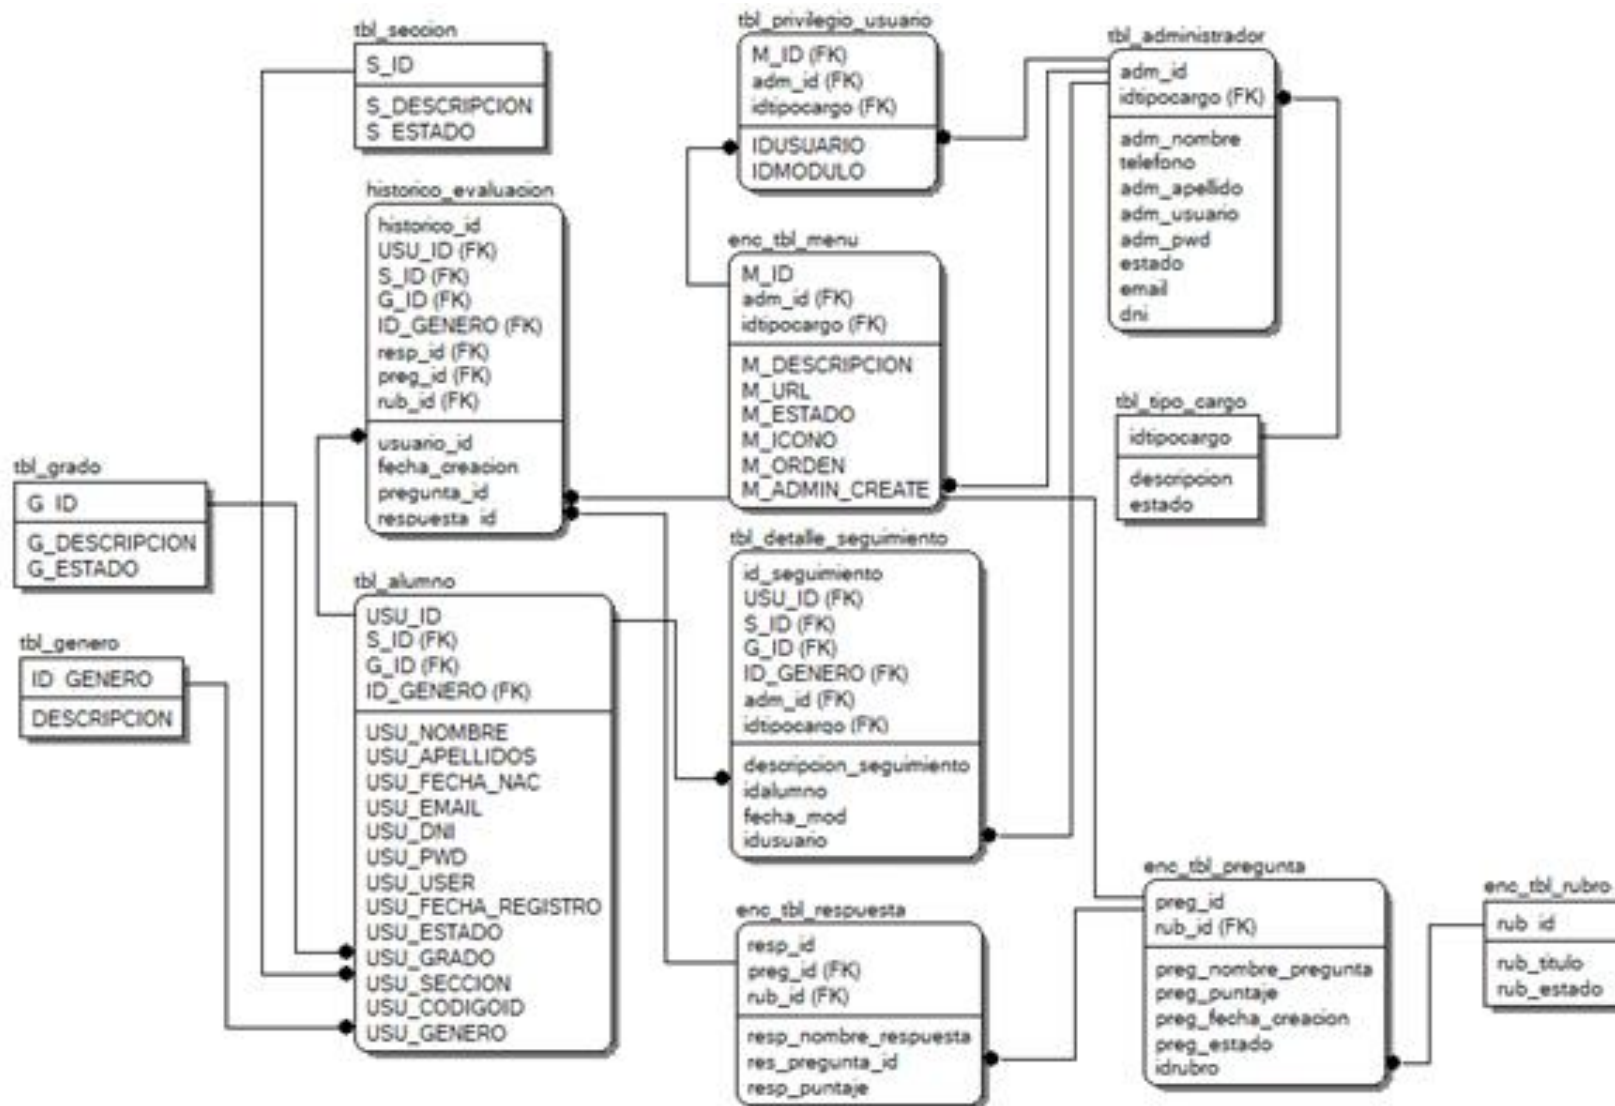 tbl_seccion
S_ID
S_DESCRIPCION
S_ESTADO
tbl_privilegio_usuario
M_ID (FK)
adm_id (FK)
idtipocargo (FK)
IDUSUARIO
IDMODULO
tbl_administrador
adm_id
idtipocargo (FK)
adm_nombre
telefono
adm_apellido
adm_usuario
adm_pwd
estado
email
dni
historico_evaluacion
historico_id
USU_ID (FK)
S_ID (FK)
G_ID (FK)
ID_GENERO (FK)
resp_id (FK)
preg_id (FK)
rub_id (FK)
usuario_id
fecha_creacion
pregunta_id
respuesta_id
enc_tbl_menu
M_ID
adm_id (FK)
idtipocargo (FK)
M_DESCRIPCION
M_URL
M_ESTADO
M_ICONO
M_ORDEN
M_ADMIN_CREATE
tbl_tipo_cargo
idtipocargo
descripcion
estado
tbl_grado
G_ID
G_DESCRIPCION
G_ESTADO
tbl_genero
ID_GENERO
DESCRIPCION
tbl_alumno
USU_ID
S_ID (FK)
G_ID (FK)
ID_GENERO (FK)
USU_NOMBRE
USU_APELLIDOS
USU_FECHA_NAC
USU_EMAIL
USU_DNI
USU_PWD
USU_USER
USU_FECHA_REGISTRO
USU_ESTADO
USU_GRADO
USU_SECCION
USU_CODIGOID
USU_GENERO
tbl_detalle_seguimiento
id_seguimiento
USU_ID (FK)
S_ID (FK)
G_ID (FK)
ID_GENERO (FK)
adm_id (FK)
idtipocargo (FK)
descripcion_seguimiento
idalumno
fecha_mod
idusuario
enc_tbl_respuesta
resp_id
preg_id (FK)
rub_id (FK)
resp_nombre_respuesta
res_pregunta_id
resp_puntaje
enc_tbl_pregunta
preg_id
rub_id (FK)
preg_nombre_pregunta
preg_puntaje
preg_fecha_creacion
preg_estado
idrubro
enc_tbl_rubro
rub_id
rub_titulo
rub_estado